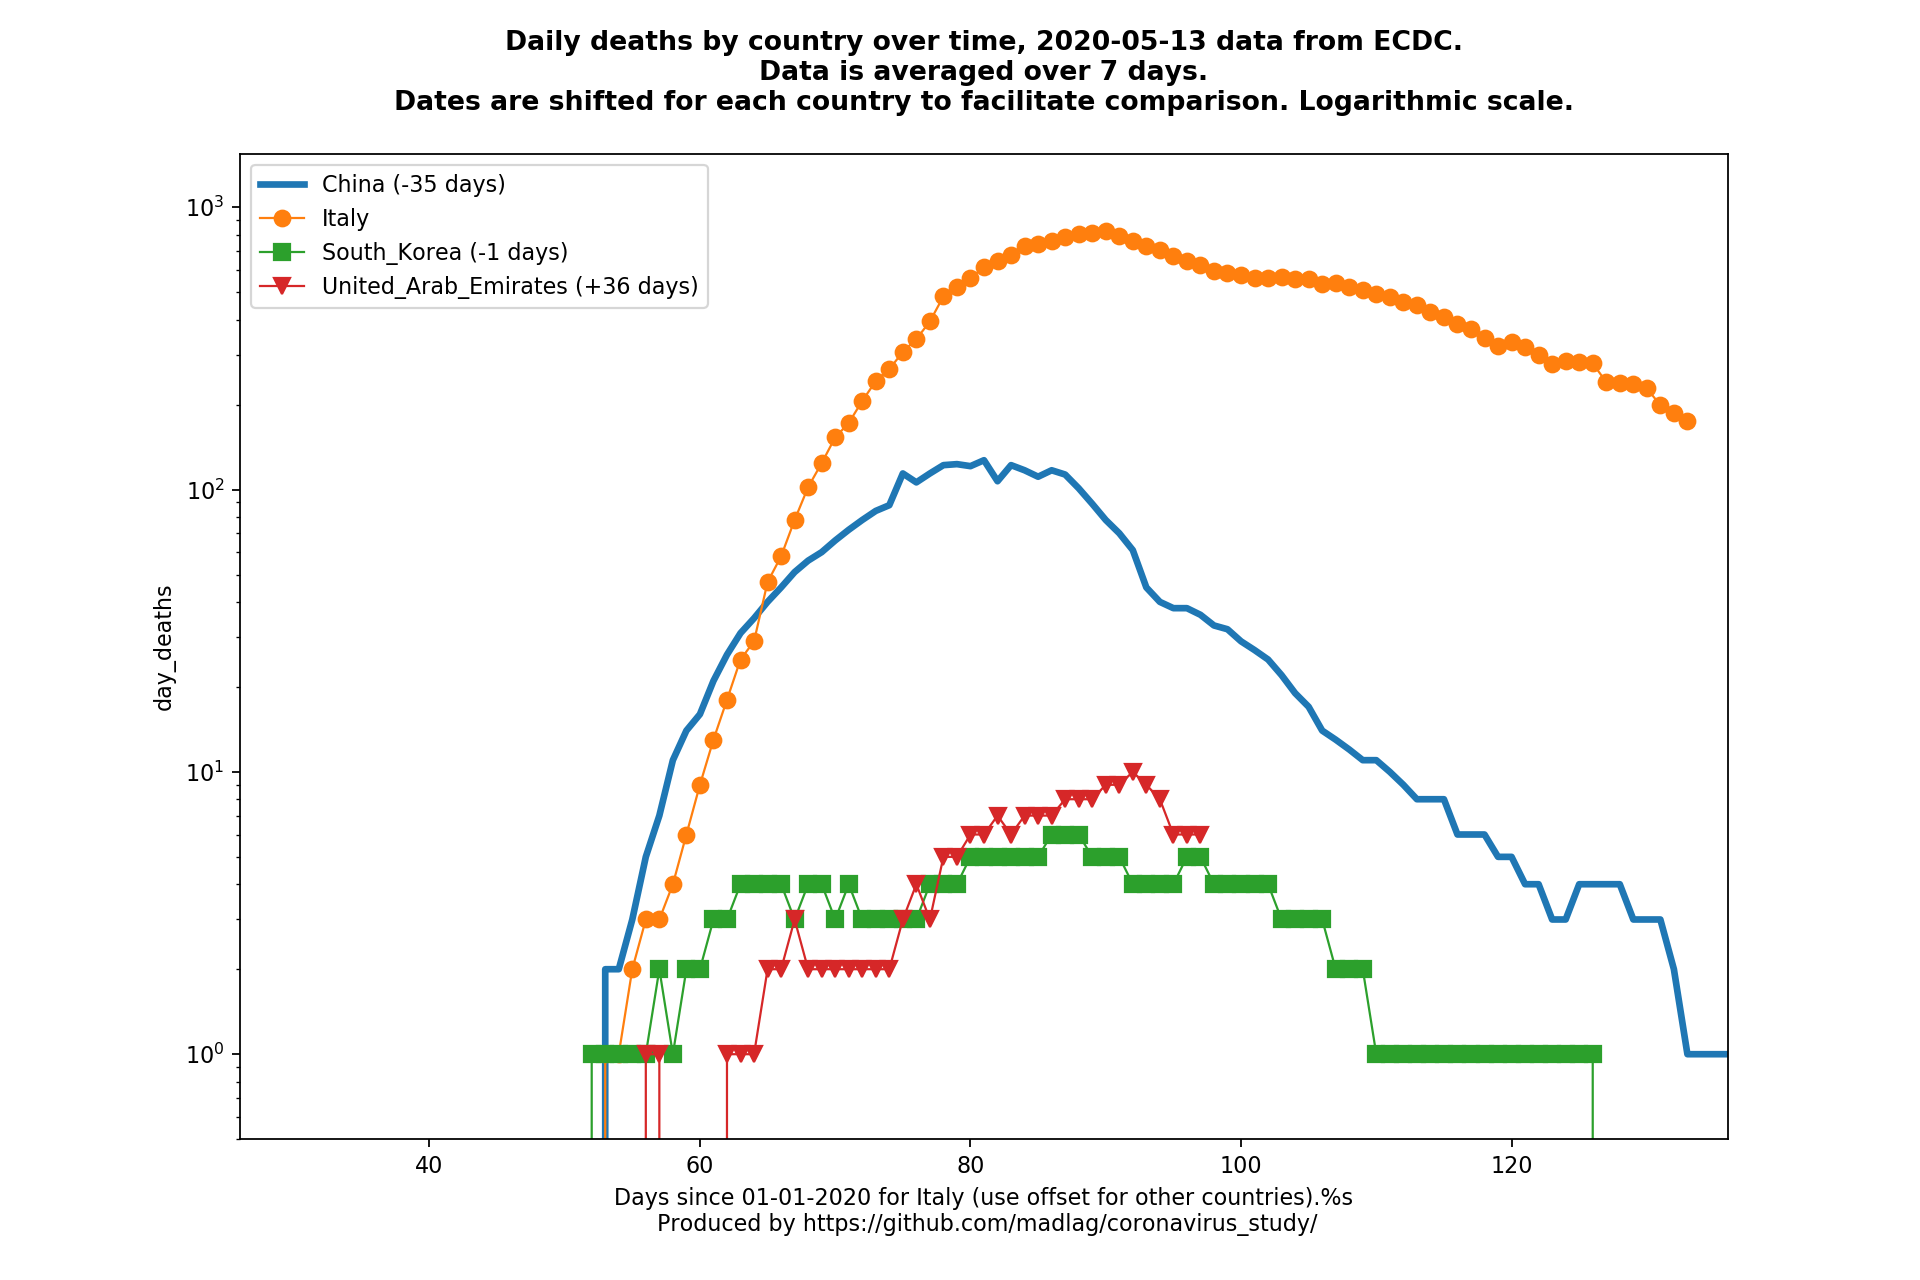 Daily deaths by country over time, 2020-05-13 data from ECDC.
Data is averaged over 7 days.
Dates are shifted for each country to facilitate comparison. Logarithmic scale.
China (-35 days)
Italy
South_Korea (-1 days)
United_Arab_Emirates (+36 days)
10³
10²
10¹
10⁰
day_deaths
40 60 80 100 120
Days since 01-01-2020 for Italy (use offset for other countries).%s
Produced by https://github.com/madlag/coronavirus_study/